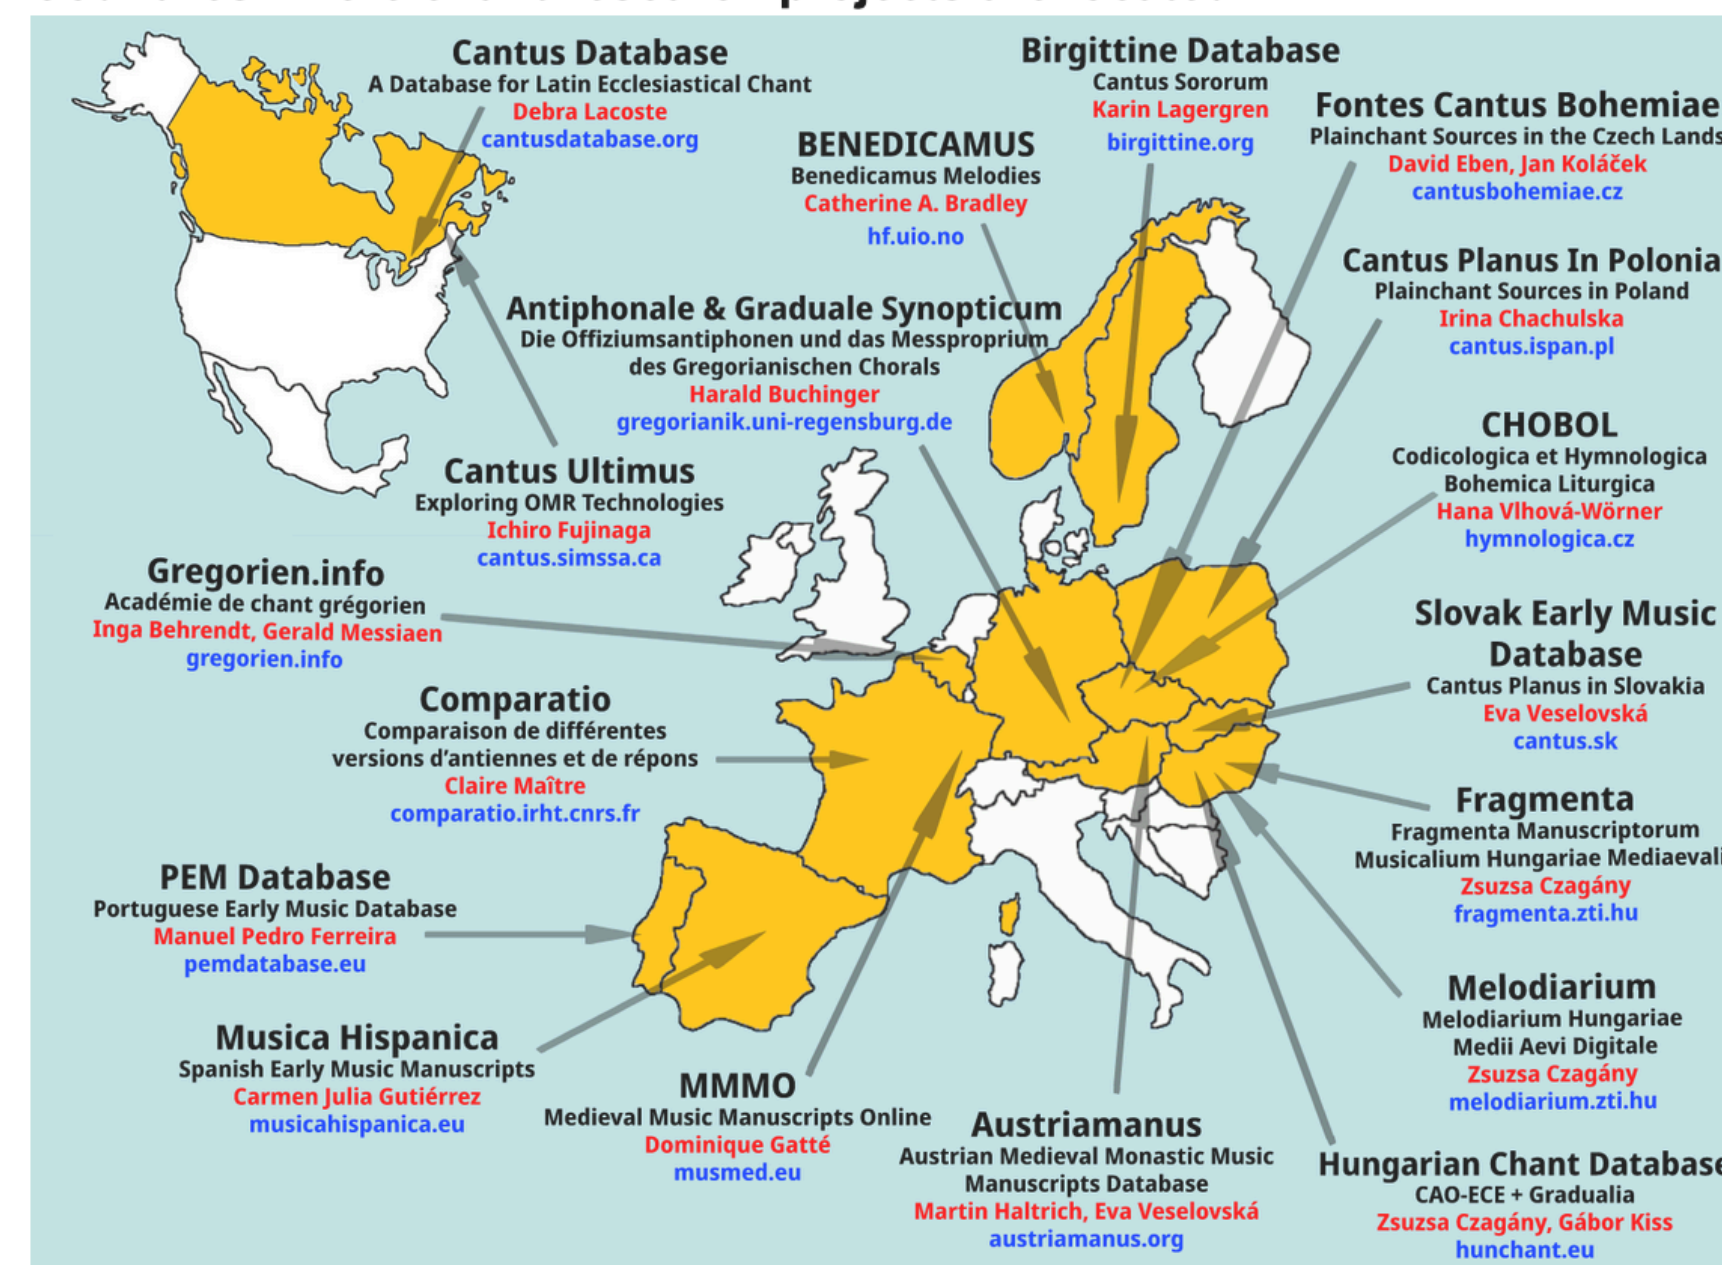 Cantus Database
A Database for Latin Ecclesiastical Chant
Debra Lacoste
cantusdatabase.org
Birgittine Database
Cantus Sororum
Karin Lagergren
birgittine.org
Fontes Cantus Bohemiae
Plainchant Sources in the Czech Lands
David Eben, Jan Koláček
cantusbohemiae.cz
BENEDICAMUS
Benedicamus Melodies
Catherine A. Bradley
hf.uio.no
Cantus Planus In Polonia
Plainchant Sources in Poland
Irina Chachulska
cantus.ispan.pl
Antiphonale & Graduale Synopticum
Die Offiziumsantiphonen und das Messproprium
des Gregorianischen Chorals
Harald Buchinger
gregorianik.uni-regensburg.de
CHOBOL
Codicologica et Hymnologica
Bohemica Liturgica
Hana Vlhová-Wörner
hymnologica.cz
Cantus Ultimus
Exploring OMR Technologies
Ichiro Fujinaga
cantus.simssa.ca
Gregorien.info
Académie de chant grégorien
Inga Behrendt, Gerald Messiaen
gregorien.info
Slovak Early Music
Database
Cantus Planus in Slovakia
Eva Veselovská
cantus.sk
Comparatio
Comparaison de différentes
versions d'antiennes et de répons
Claire Maître
comparatio.irht.cnrs.fr
Fragmenta
Fragmenta Manuscriptorum
Musicalium Hungariae Mediaevali
Zsuzsa Czagány
fragmenta.zti.hu
PEM Database
Portuguese Early Music Database
Manuel Pedro Ferreira
pemdatabase.eu
Melodiarium
Melodiarium Hungariae
Medii Aevi Digitale
Zsuzsa Czagány
melodiarium.zti.hu
Musica Hispanica
Spanish Early Music Manuscripts
Carmen Julia Gutiérrez
musicahispanica.eu
MMMO
Medieval Music Manuscripts Online
Dominique Gatté
musmed.eu
Austriamanus
Austrian Medieval Monastic Music
Manuscripts Database
Martin Haltrich, Eva Veselovská
austriamanus.org
Hungarian Chant Database
CAO-ECE + Gradualia
Zsuzsa Czagány, Gábor Kiss
hunchant.eu